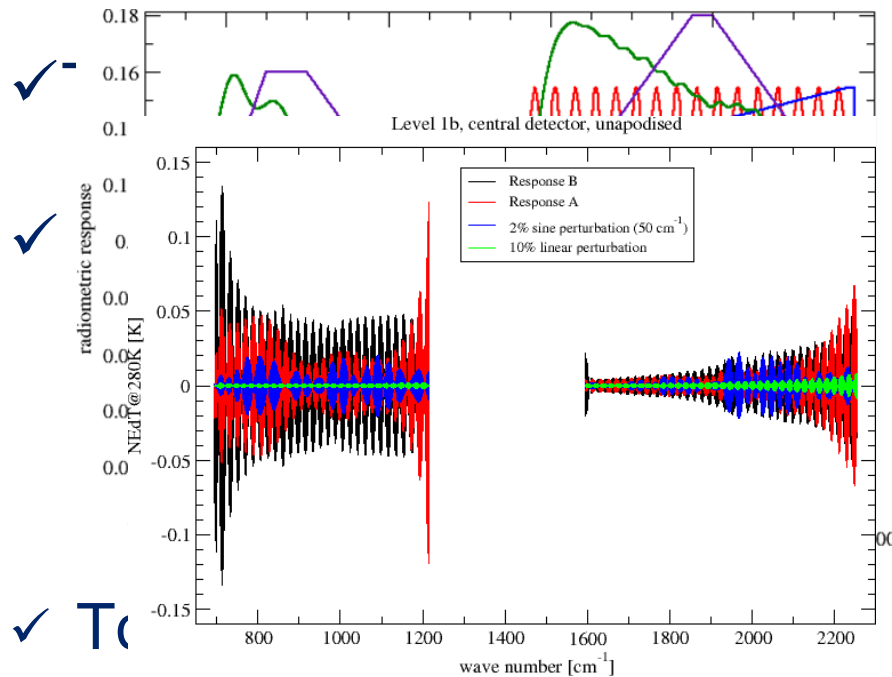 0.18
0.16
Level 1b, central detector, unapodised
0.15
Response B
Response A
2% sine perturbation (50 cm⁻¹)
10% linear perturbation
0.1
0.05
0
-0.05
-0.1
-0.15
radiometric response
NEdT@280K [K]
800 1000 1200 1400 1600 1800 2000 2200
wave number [cm⁻¹]